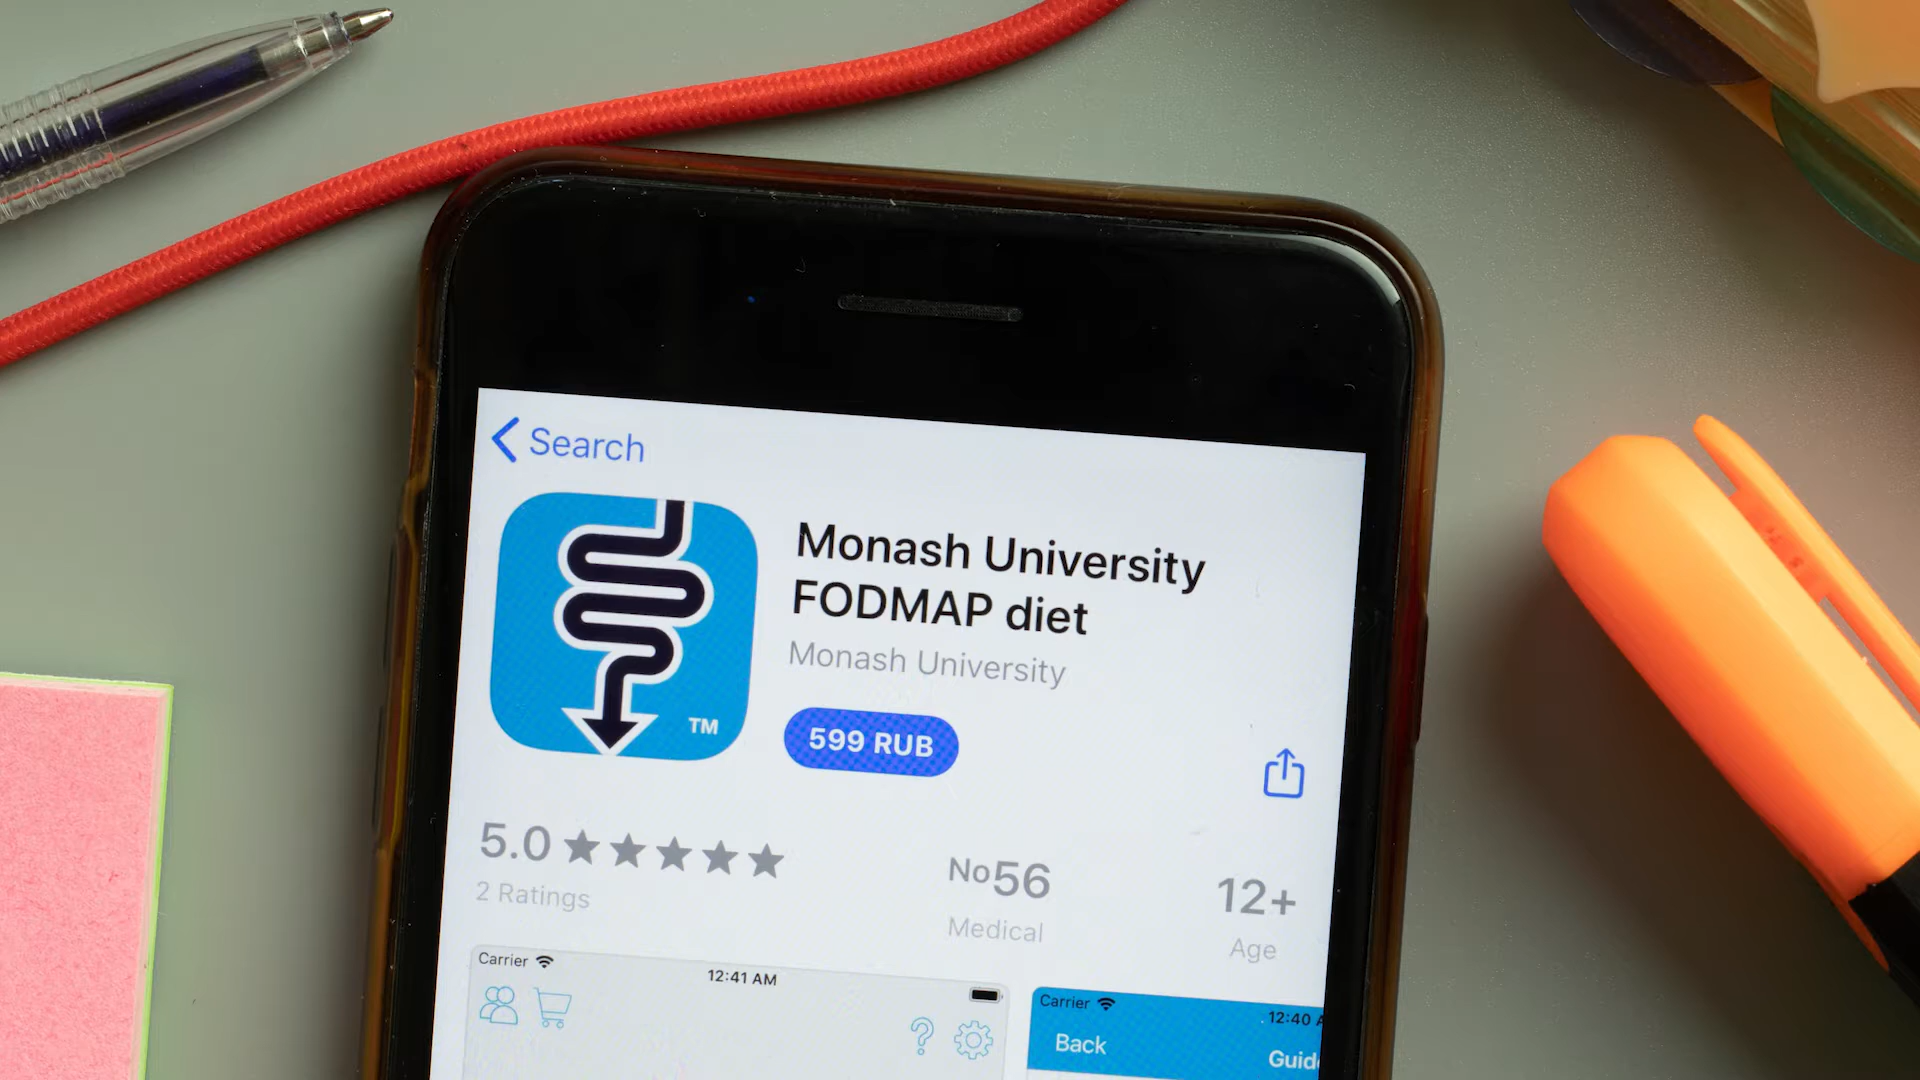 Search
Monash University
FODMAP diet
Monash University
599 RUB
TM
5.0
2 Ratings
No56
Medical
12+
Age
Carrier
12:41 AM
Carrier
12:40
Back